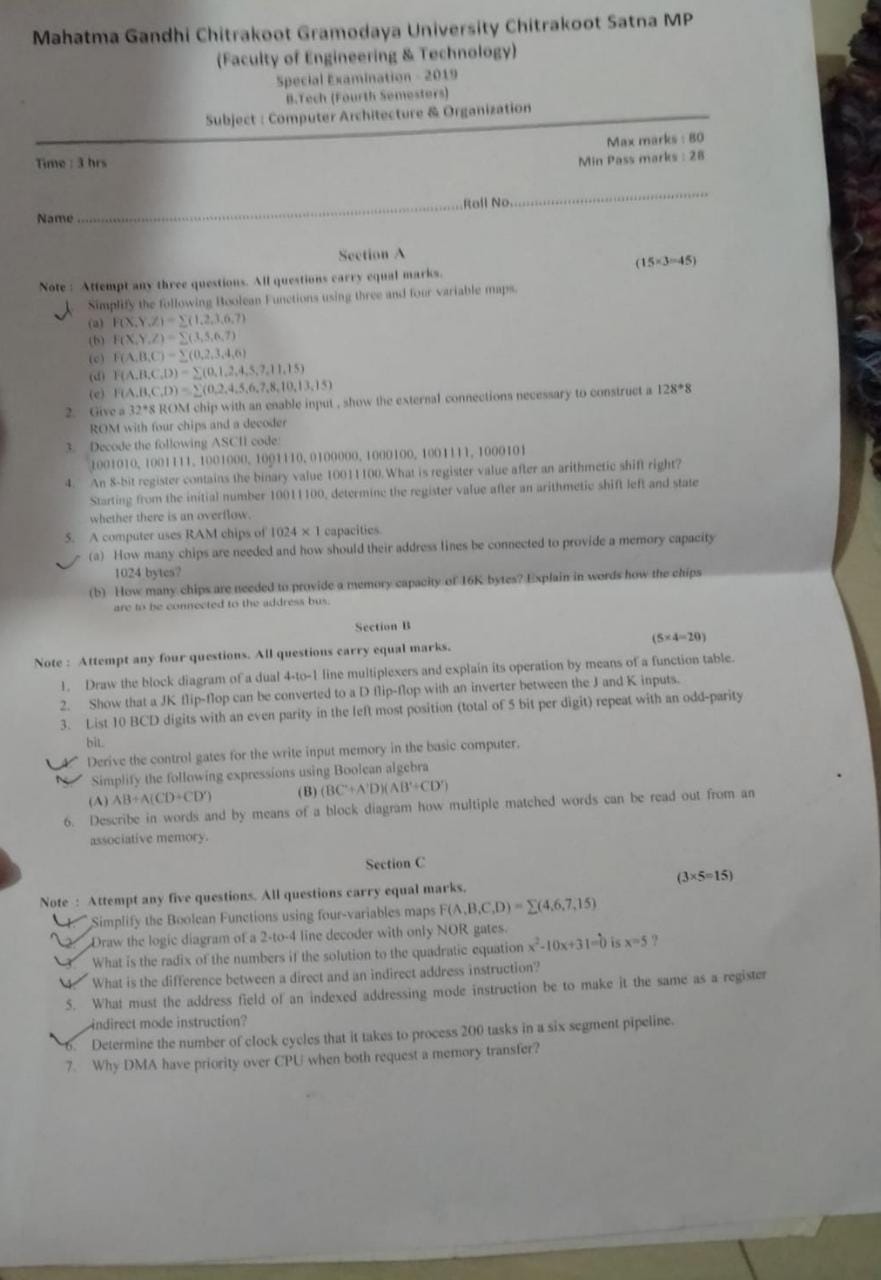 Mahatma Gandhi Chitrakoot Gramodaya University Chitrakoot Satna MP
(Faculty of Engineering & Technology)
Special Examination - 2019
B.Tech (Fourth Semesters)
Subject : Computer Architecture & Organization
Max marks : 80
Time : 3 hrs
Min Pass marks : 28
Name ..........Roll No..........
Section A
Note : Attempt any three questions. All questions carry equal marks. (15×3=45)
Simplify the following Boolean Functions using three and four variable maps.
(a) F(X,Y,Z) = ∑(1,2,3,6,7)
(b) F(X,Y,Z) = ∑(3,5,6,7)
(c) F(A,B,C) = ∑(0,2,3,4,6)
(d) F(A,B,C,D) = ∑(0,1,2,4,5,7,11,15)
(e) F(A,B,C,D) = ∑(0,2,4,5,6,7,8,10,13,15)
2. Give a 32*8 ROM chip with an enable input , show the external connections necessary to construct a 128*8
ROM with four chips and a decoder
3. Decode the following ASCII code:
1001010, 1001111, 1001000, 1001110, 0100000, 1000100, 1001111, 1000101
4. An 8-bit register contains the binary value 10011100. What is register value after an arithmetic shift right?
Starting from the initial number 10011100, determine the register value after an arithmetic shift left and state
whether there is an overflow.
5. A computer uses RAM chips of 1024 × 1 capacities.
(a) How many chips are needed and how should their address lines be connected to provide a memory capacity
1024 bytes?
(b) How many chips are needed to provide a memory capacity of 16K bytes? Explain in words how the chips
are to be connected to the address bus.
Section B
Note : Attempt any four questions. All questions carry equal marks. (5×4=20)
1. Draw the block diagram of a dual 4-to-1 line multiplexers and explain its operation by means of a function table.
2. Show that a JK flip-flop can be converted to a D flip-flop with an inverter between the J and K inputs.
3. List 10 BCD digits with an even parity in the left most position (total of 5 bit per digit) repeat with an odd-parity
bit.
Derive the control gates for the write input memory in the basic computer.
Simplify the following expressions using Boolean algebra
(A) AB+A(CD+CD') (B) (BC'+A'D)(AB'+CD')
6. Describe in words and by means of a block diagram how multiple matched words can be read out from an
associative memory.
Section C
Note : Attempt any five questions. All questions carry equal marks. (3×5=15)
Simplify the Boolean Functions using four-variables maps F(A,B,C,D) = ∑(4,6,7,15)
Draw the logic diagram of a 2-to-4 line decoder with only NOR gates.
What is the radix of the numbers if the solution to the quadratic equation x²-10x+31=0 is x=5 ?
What is the difference between a direct and an indirect address instruction?
5. What must the address field of an indexed addressing mode instruction be to make it the same as a register
indirect mode instruction?
6. Determine the number of clock cycles that it takes to process 200 tasks in a six segment pipeline.
7. Why DMA have priority over CPU when both request a memory transfer?